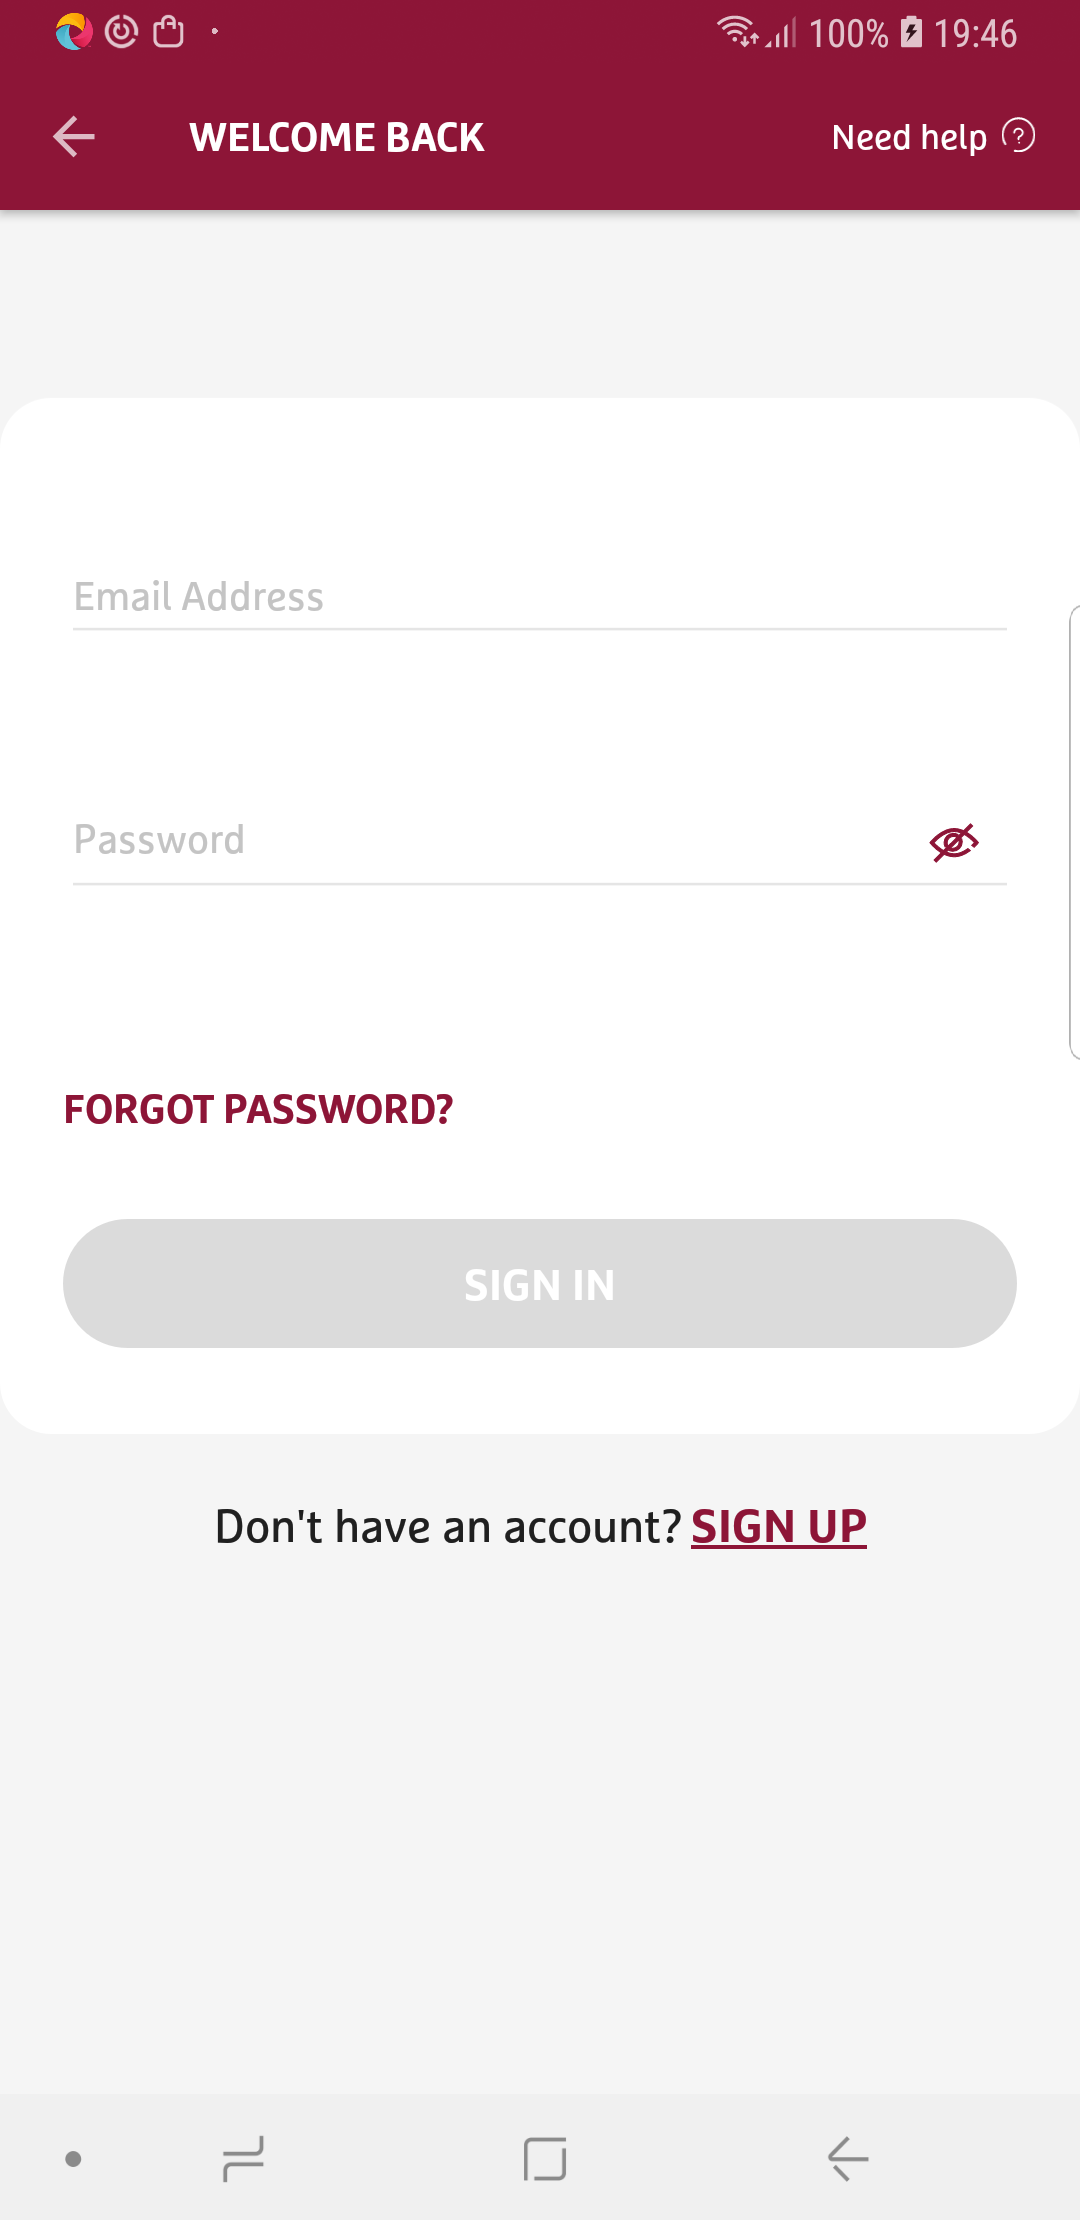 100% 19:46
WELCOME BACK
Need help ?
Email Address
Password
FORGOT PASSWORD?
SIGN IN
Don't have an account? SIGN UP